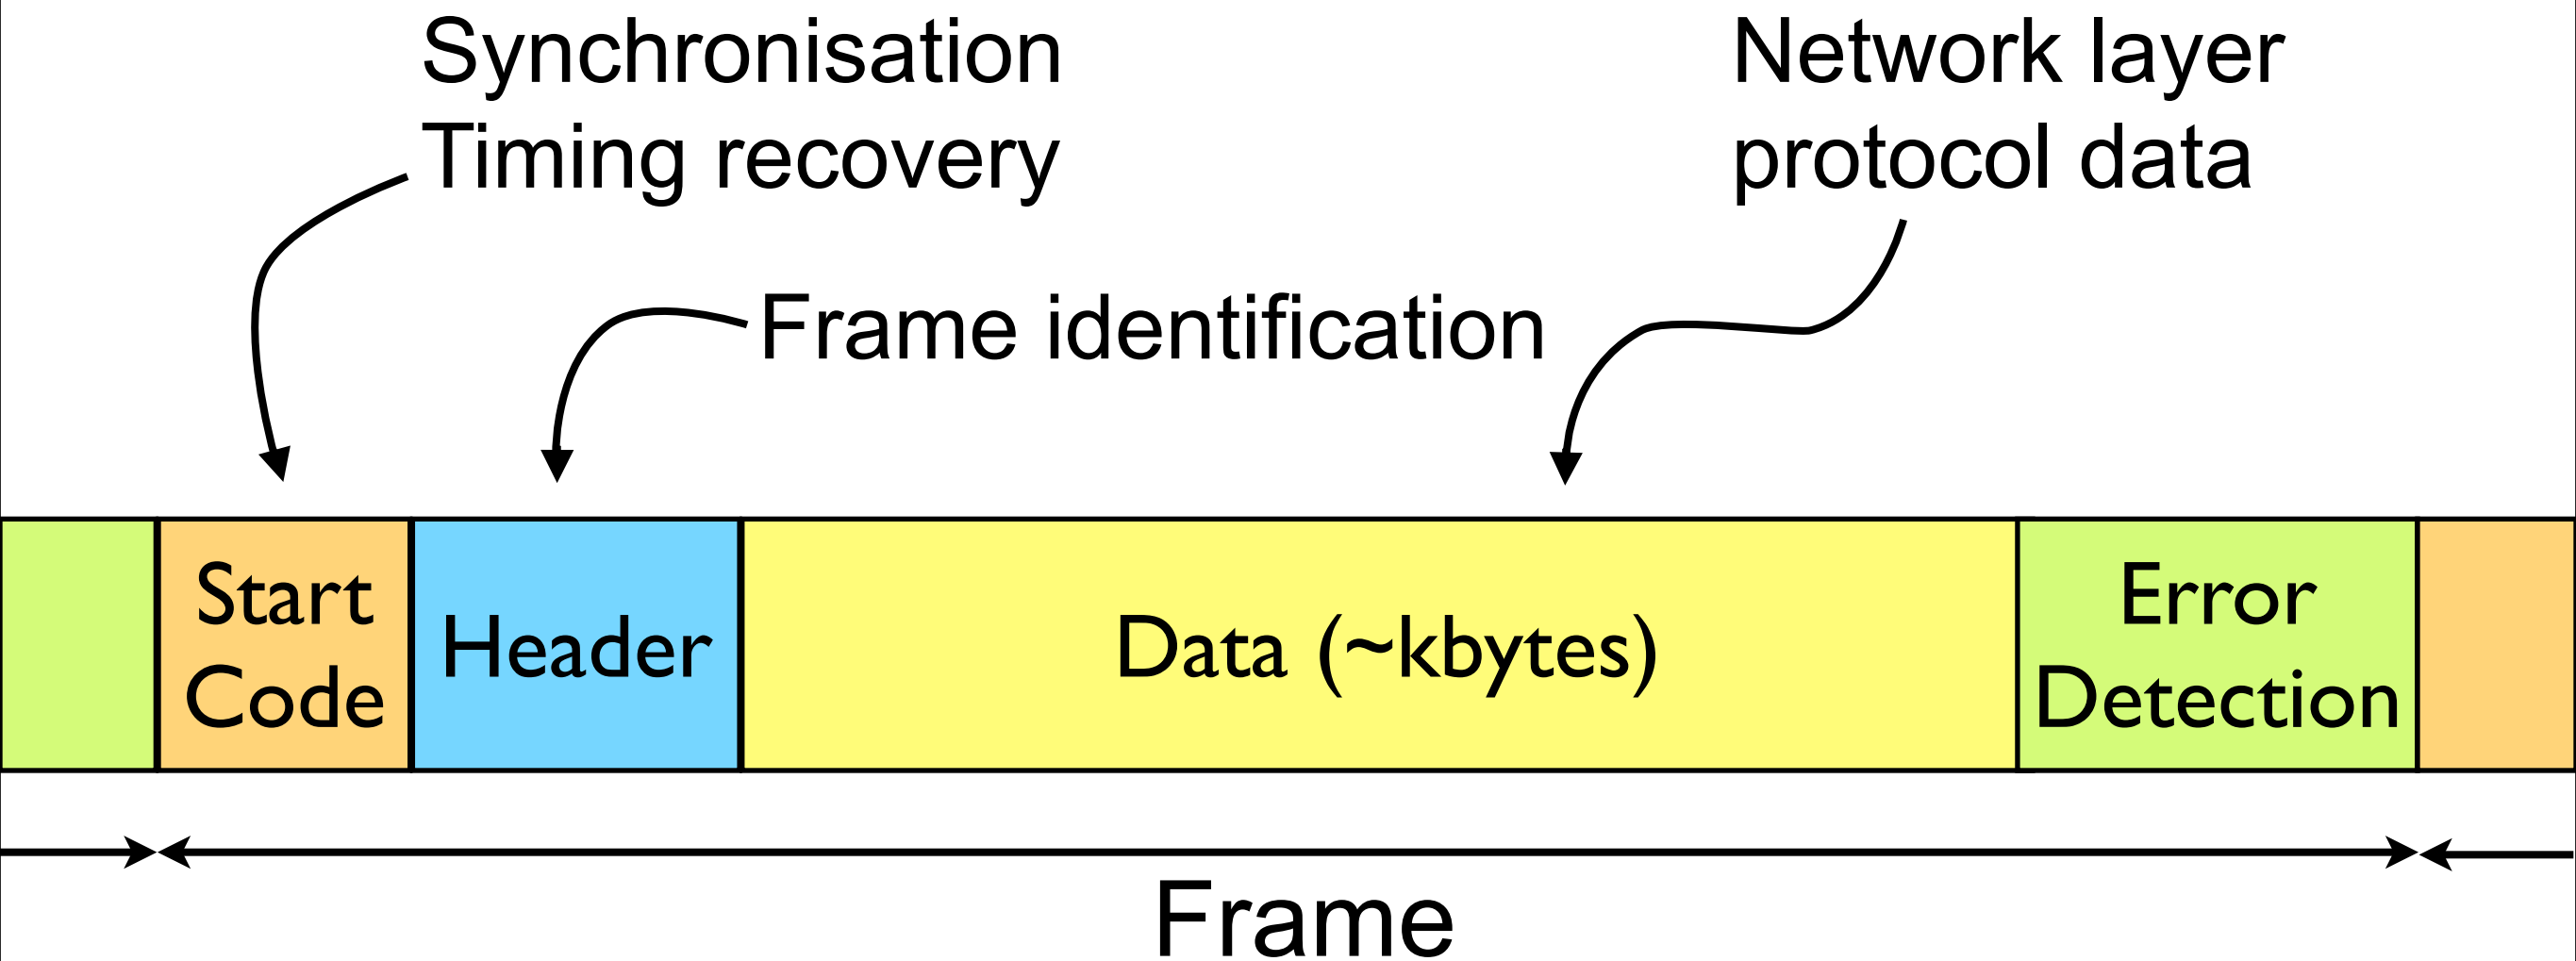 Synchronisation
Timing recovery
Network layer
protocol data
Frame identification
Start
Code
Header
Data (~kbytes)
Error
Detection
Frame